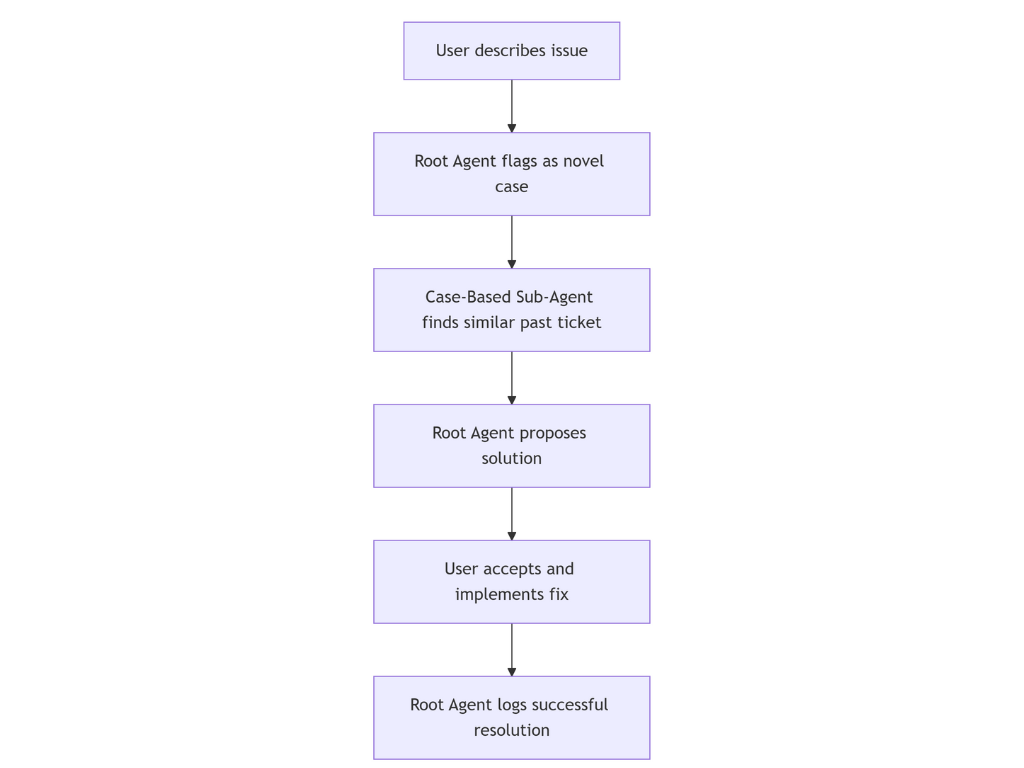 User describes issue
Root Agent flags as novel
case
Case-Based Sub-Agent
finds similar past ticket
Root Agent proposes
solution
User accepts and
implements fix
Root Agent logs successful
resolution